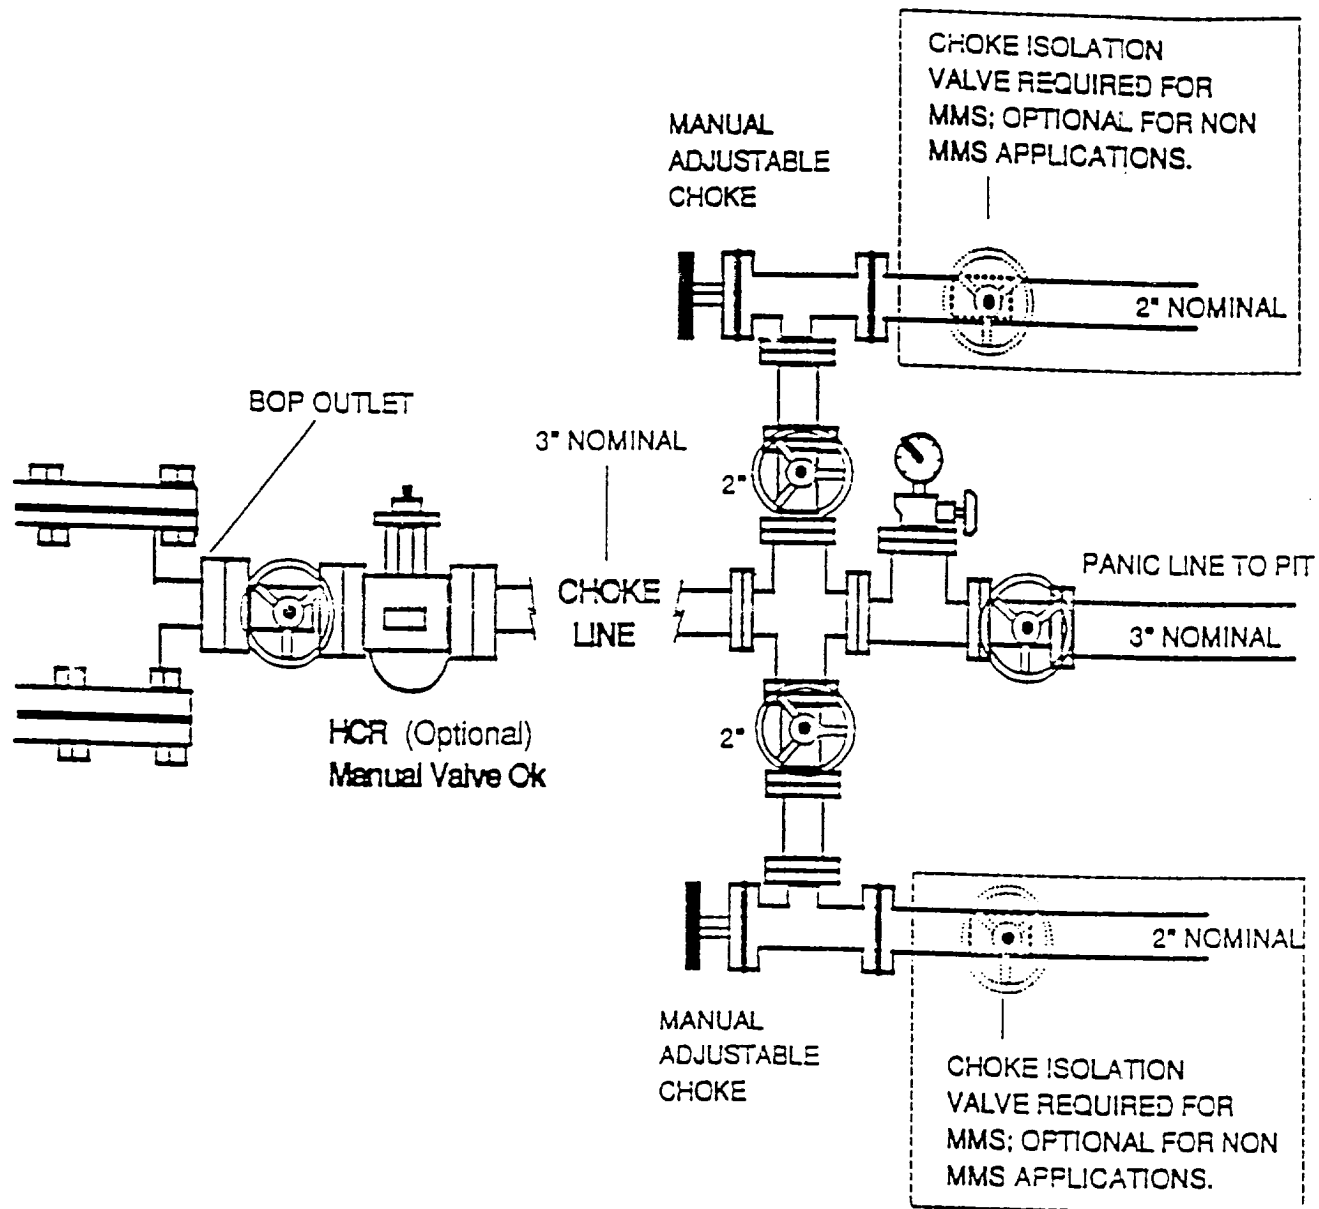 CHOKE ISOLATION
VALVE REQUIRED FOR
MMS; OPTIONAL FOR NON
MMS APPLICATIONS.
MANUAL
ADJUSTABLE
CHOKE
2" NOMINAL
BOP OUTLET
3" NOMINAL
2"
CHOKE
LINE
PANIC LINE TO PIT
3" NOMINAL
HCR (Optional)
Manual Valve Ok
2"
2" NOMINAL
MANUAL
ADJUSTABLE
CHOKE
CHOKE ISOLATION
VALVE REQUIRED FOR
MMS; OPTIONAL FOR NON
MMS APPLICATIONS.